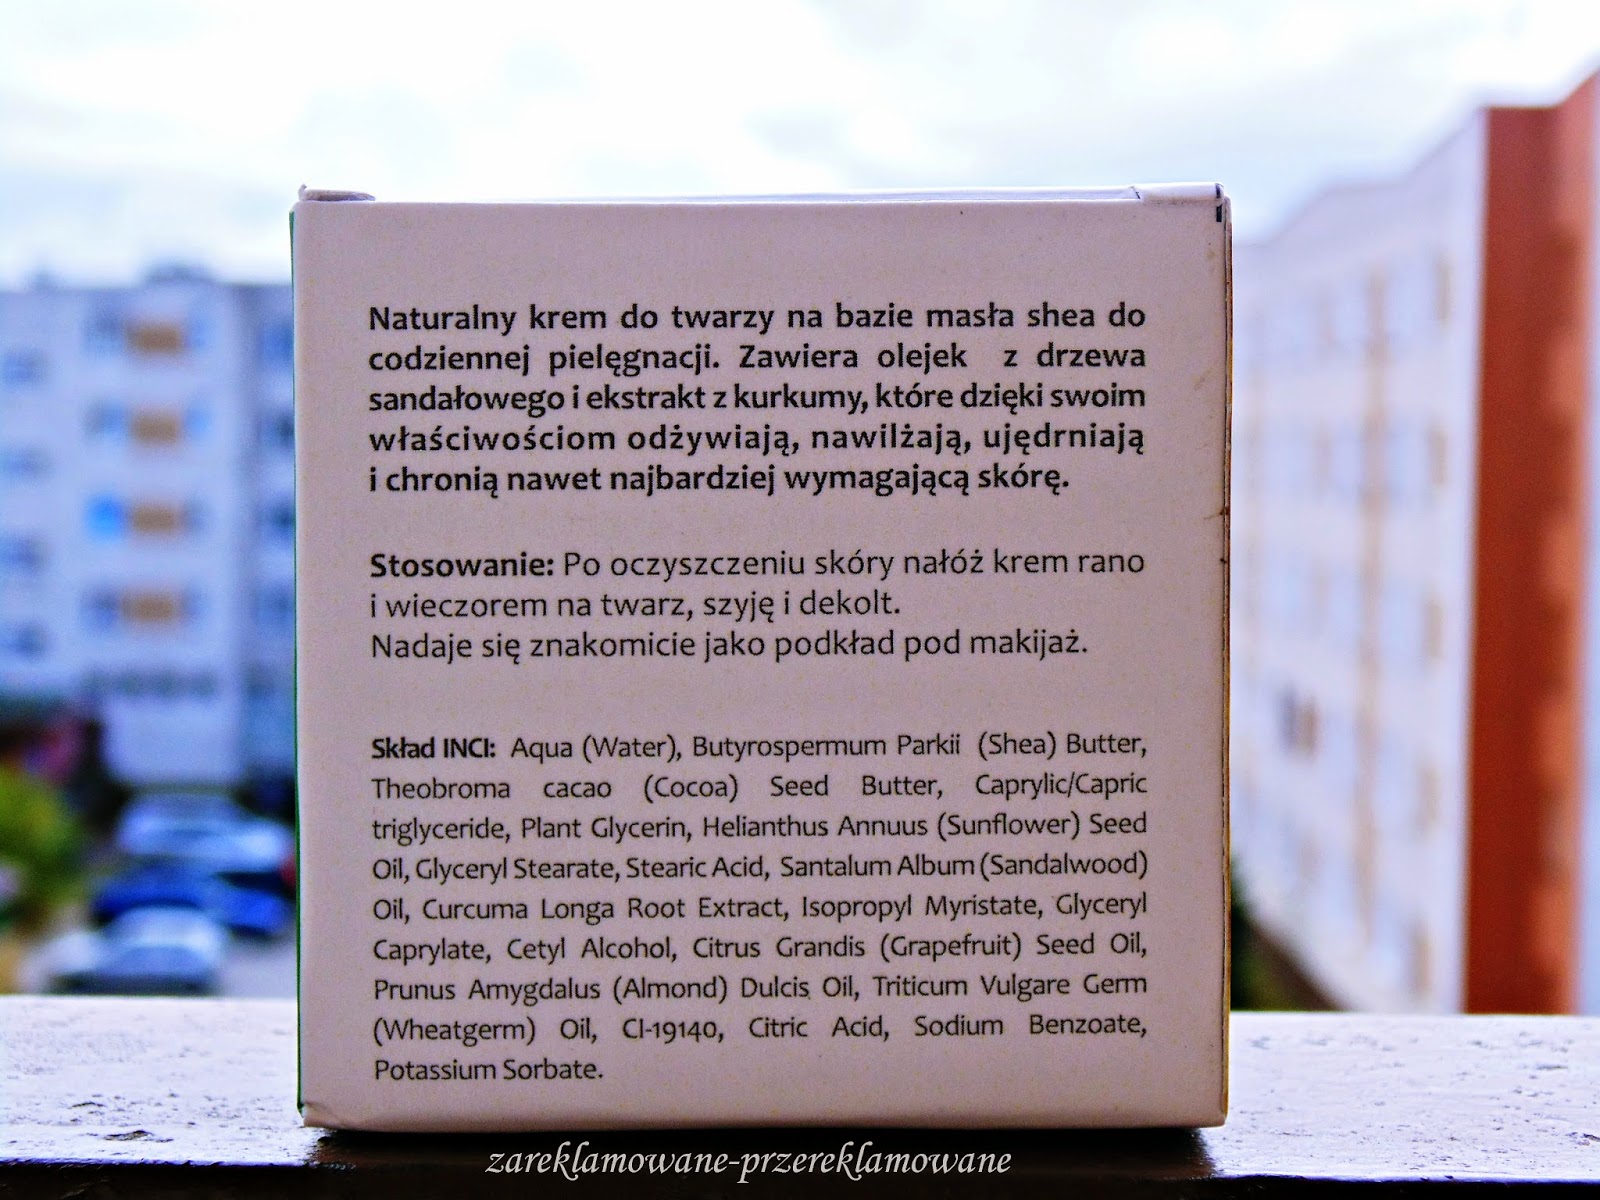 Naturalny krem do twarzy na bazie masła shea do
codziennej pielęgnacji. Zawiera olejek z drzewa
sandałowego i ekstrakt z kurkumy, które dzięki swoim
właściwościom odżywiają, nawilżają, ujędrniają
i chronią nawet najbardziej wymagającą skórę.
Stosowanie: Po oczyszczeniu skóry nałóż krem rano
i wieczorem na twarz, szyję i dekolt.
Nadaje się znakomicie jako podkład pod makijaż.
Skład INCI: Aqua (Water), Butyrospermum Parkii (Shea) Butter,
Theobroma cacao (Cocoa) Seed Butter, Caprylic/Capric
triglyceride, Plant Glycerin, Helianthus Annuus (Sunflower) Seed
Oil, Glyceryl Stearate, Stearic Acid, Santalum Album (Sandalwood)
Oil, Curcuma Longa Root Extract, Isopropyl Myristate, Glyceryl
Caprylate, Cetyl Alcohol, Citrus Grandis (Grapefruit) Seed Oil,
Prunus Amygdalus (Almond) Dulcis Oil, Triticum Vulgare Germ
(Wheatgerm) Oil, CI-19140, Citric Acid, Sodium Benzoate,
Potassium Sorbate.
zareklamowane-przereklamowane